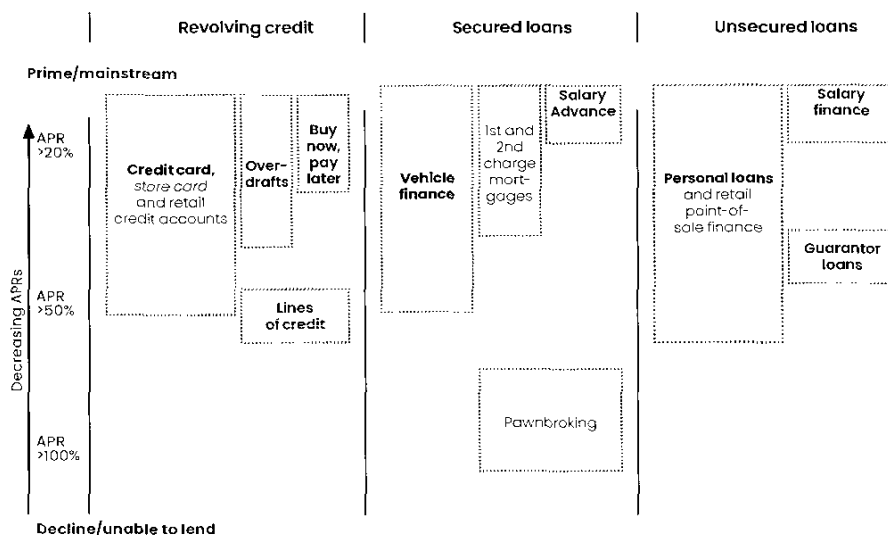 Revolving credit
Secured loans
Unsecured loans
Prime/mainstream
Decreasing APRs
APR
>20%
APR
>50%
APR
>100%
Credit card,
store card
and retail
credit accounts
Over-
drafts
Buy
now,
pay
later
Lines
of credit
Vehicle
finance
1st and
2nd
charge
mort-
gages
Salary
Advance
Pawnbroking
Personal loans
and retail
point-of-
sale finance
Salary
finance
Guarantor
loans
Decline/unable to lend